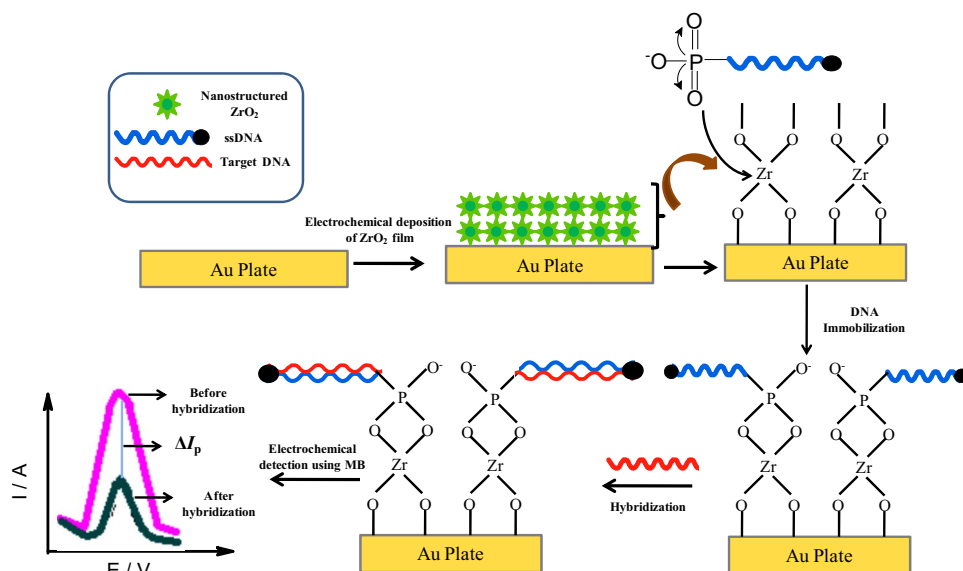 Nanostructured
ZrO₂
ssDNA
Target DNA
O
⁻O
P
O
O
O
O
O
Zr
Zr
O
O
O
O
Electrochemical deposition
of ZrO₂ film
Au Plate
Au Plate
Au Plate
DNA
Immobilization
O⁻
O⁻
P
P
O
O
O
O
Zr
Zr
O
O
O
O
Au Plate
Hybridization
O⁻
O⁻
P
P
O
O
O
O
Zr
Zr
O
O
O
O
Au Plate
Electrochemical
detection using MB
Before
hybridization
ΔIp
After
hybridization
I / A
E / V